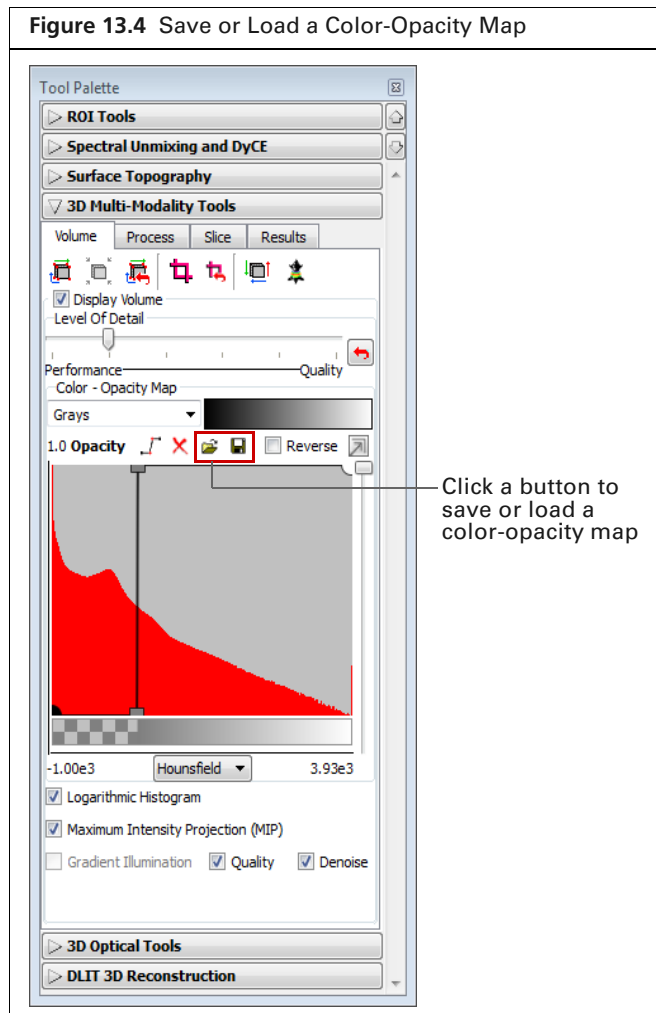 Figure 13.4 Save or Load a Color-Opacity Map
Tool Palette
ROI Tools
Spectral Unmixing and DyCE
Surface Topography
3D Multi-Modality Tools
Volume Process Slice Results
Display Volume
Level Of Detail
Performance Quality
Color - Opacity Map
Grays
1.0 Opacity Reverse
Click a button to
save or load a
color-opacity map
-1.00e3 Hounsfield 3.93e3
Logarithmic Histogram
Maximum Intensity Projection (MIP)
Gradient Illumination Quality Denoise
3D Optical Tools
DLIT 3D Reconstruction